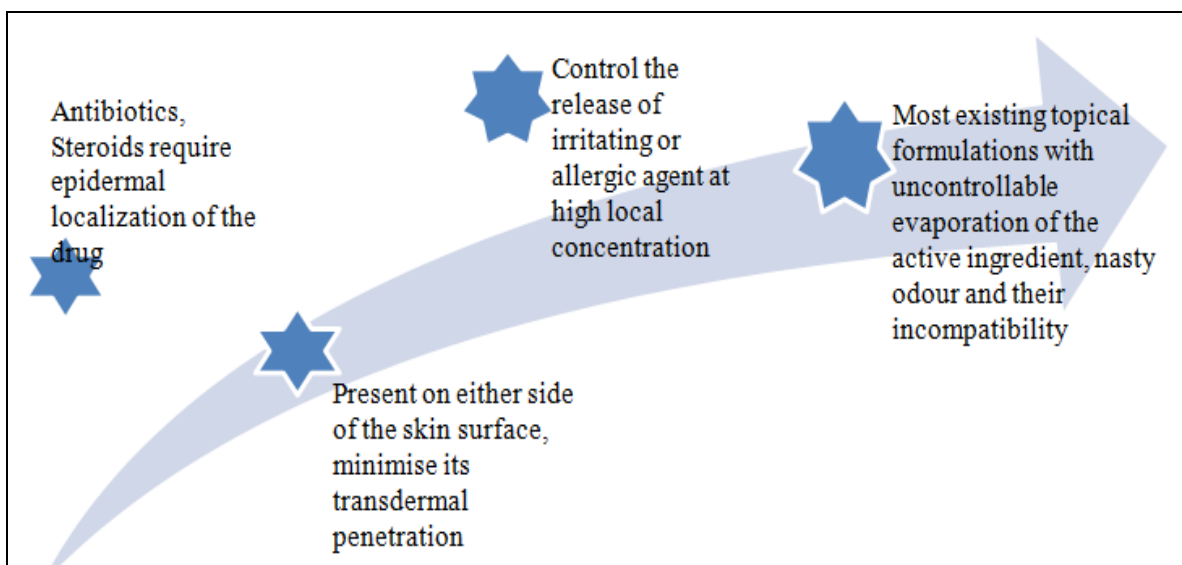 Antibiotics,
Steroids require
epidermal
localization of the
drug
Present on either side
of the skin surface,
minimise its
transdermal
penetration
Control the
release of
irritating or
allergic agent at
high local
concentration
Most existing topical
formulations with
uncontrollable
evaporation of the
active ingredient, nasty
odour and their
incompatibility